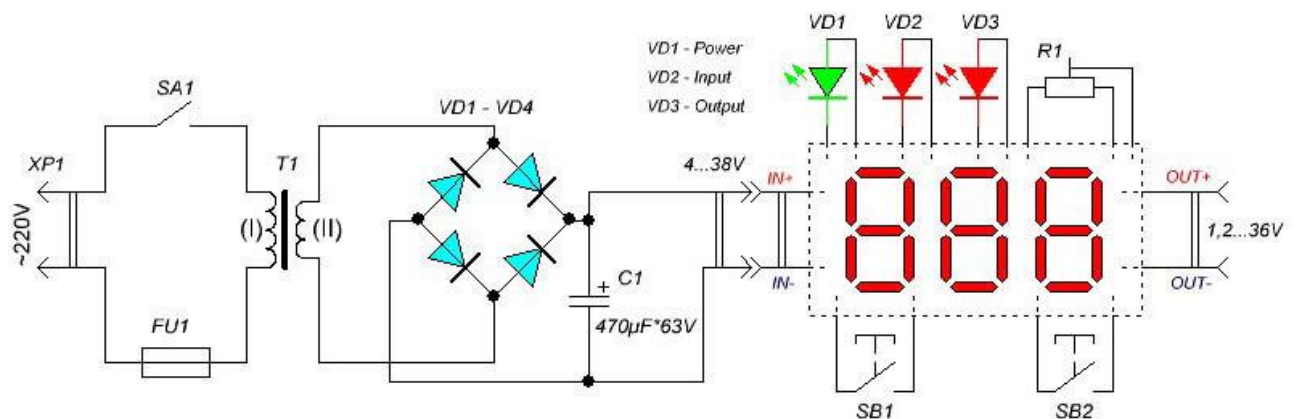 VD1 VD2 VD3
VD1 - Power
VD2 - Input
VD3 - Output
R1
SA1
VD1 - VD4
XP1
T1
4...38V
IN+
OUT+
~220V
(I)
(II)
1,2...36V
C1
+
IN-
OUT-
470µF*63V
FU1
SB1
SB2